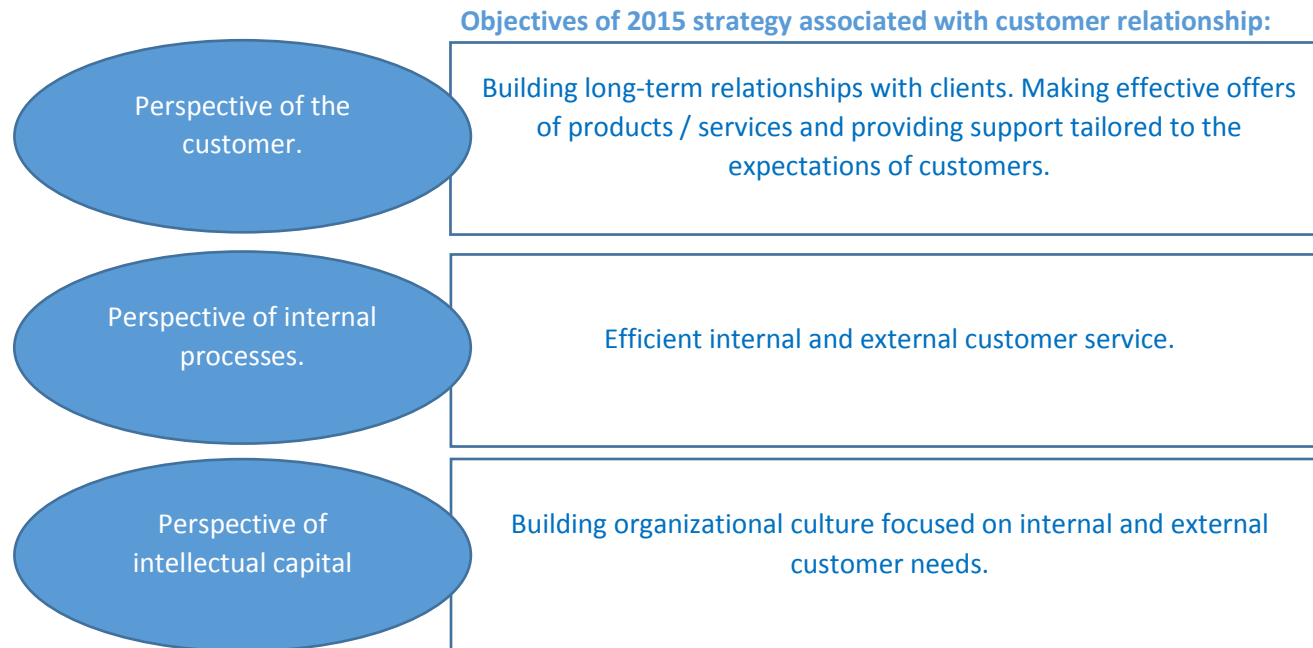 Objectives of 2015 strategy associated with customer relationship:
Perspective of the
customer.
Building long-term relationships with clients. Making effective offers
of products / services and providing support tailored to the
expectations of customers.
Perspective of internal
processes.
Efficient internal and external customer service.
Perspective of
intellectual capital
Building organizational culture focused on internal and external
customer needs.